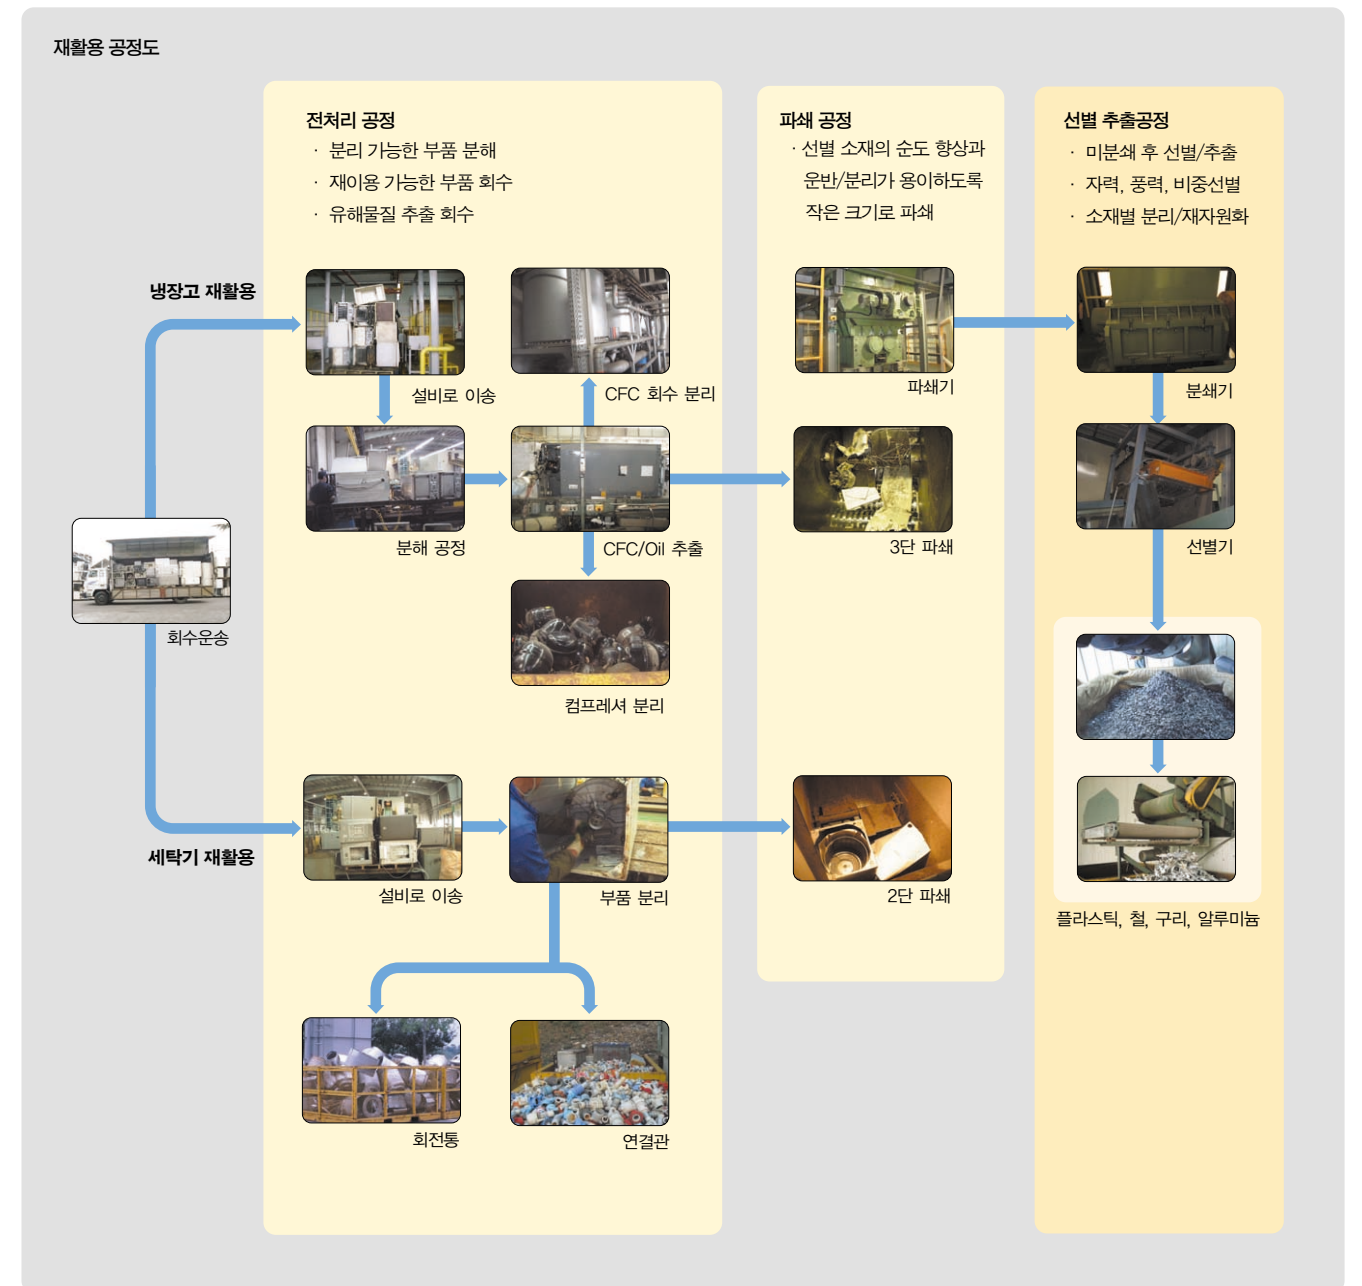 재활용 공정도
전처리 공정
· 분리 가능한 부품 분해
· 재이용 가능한 부품 회수
· 유해물질 추출 회수
파쇄 공정
· 선별 소재의 순도 향상과
운반/분리가 용이하도록
작은 크기로 파쇄
선별 추출공정
· 미분쇄 후 선별/추출
· 자력, 풍력, 비중선별
· 소재별 분리/재자원화
냉장고 재활용
설비로 이송
CFC 회수 분리
파쇄기
분쇄기
분해 공정
CFC/Oil 추출
3단 파쇄
선별기
회수운송
컴프레셔 분리
세탁기 재활용
설비로 이송
부품 분리
2단 파쇄
플라스틱, 철, 구리, 알루미늄
회전통
연결관